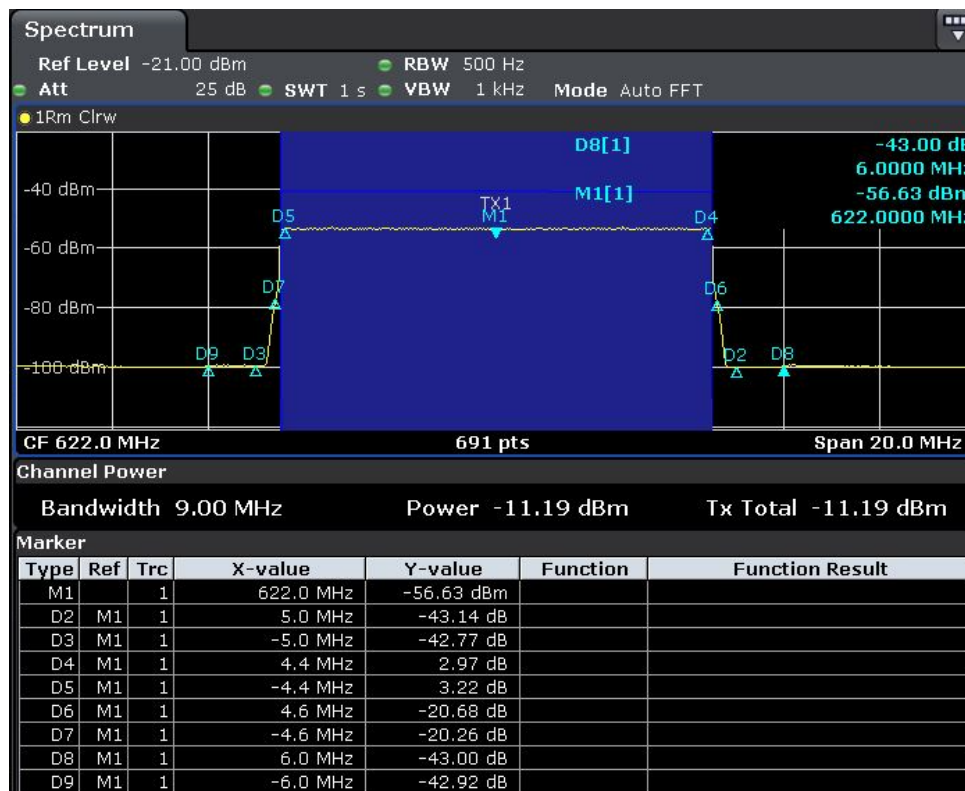 Spectrum
Ref Level -21.00 dBm RBW 500 Hz
Att 25 dB SWT 1 s VBW 1 kHz Mode Auto FFT
1Rm Clrw
D8[1] -43.00 dB
6.0000 MHz
-40 dBm M1[1] -56.63 dBm
TX1
D5 M1 D4 622.0000 MHz
-60 dBm
D7 D6
-80 dBm
D9 D3 D2 D8
-100 dBm
CF 622.0 MHz 691 pts Span 20.0 MHz
Channel Power
Bandwidth 9.00 MHz Power -11.19 dBm Tx Total -11.19 dBm
Marker
Type Ref Trc X-value Y-value Function Function Result
M1 1 622.0 MHz -56.63 dBm
D2 M1 1 5.0 MHz -43.14 dB
D3 M1 1 -5.0 MHz -42.77 dB
D4 M1 1 4.4 MHz 2.97 dB
D5 M1 1 -4.4 MHz 3.22 dB
D6 M1 1 4.6 MHz -20.68 dB
D7 M1 1 -4.6 MHz -20.26 dB
D8 M1 1 6.0 MHz -43.00 dB
D9 M1 1 -6.0 MHz -42.92 dB